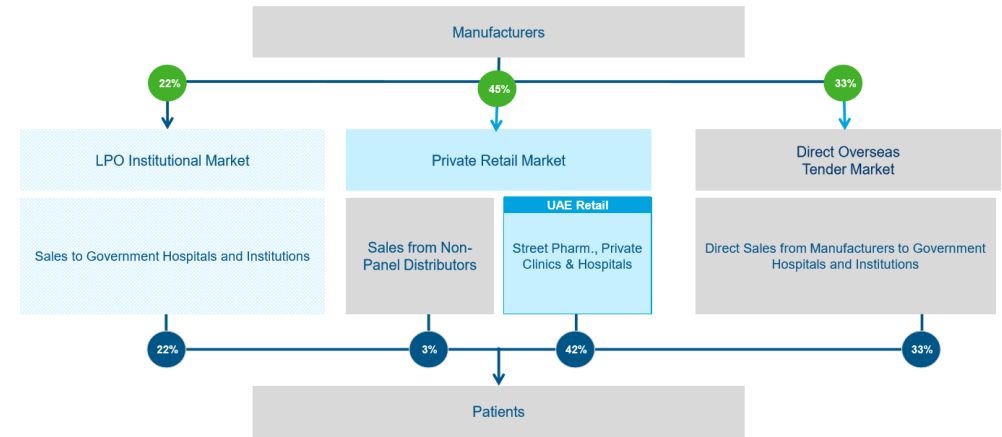 Manufacturers
22%
45%
33%
LPO Institutional Market
Private Retail Market
Direct Overseas
Tender Market
UAE Retail
Sales to Government Hospitals and Institutions
Sales from Non-
Panel Distributors
Street Pharm., Private
Clinics & Hospitals
Direct Sales from Manufacturers to Government
Hospitals and Institutions
22%
3%
42%
33%
Patients